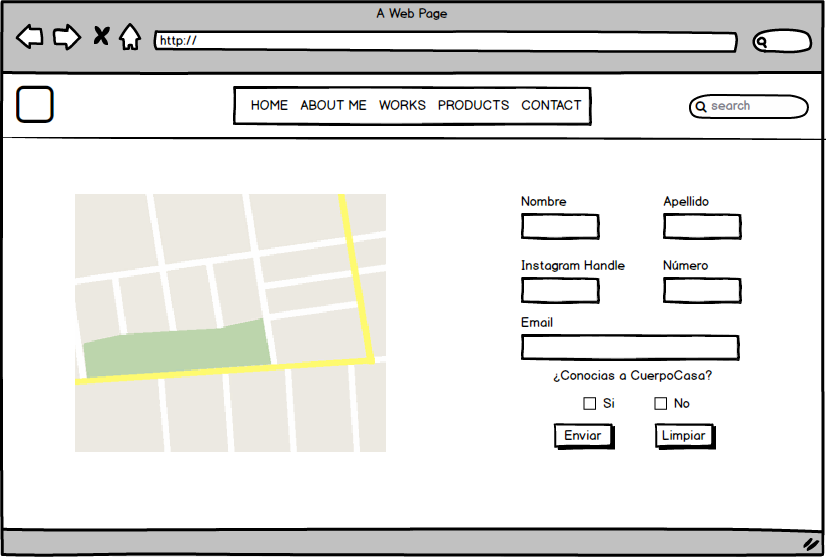 A Web Page
http://
HOME ABOUT ME WORKS PRODUCTS CONTACT
search
Nombre Apellido
Instagram Handle Número
Email
¿Conocias a CuerpoCasa?
Si No
Enviar Limpiar